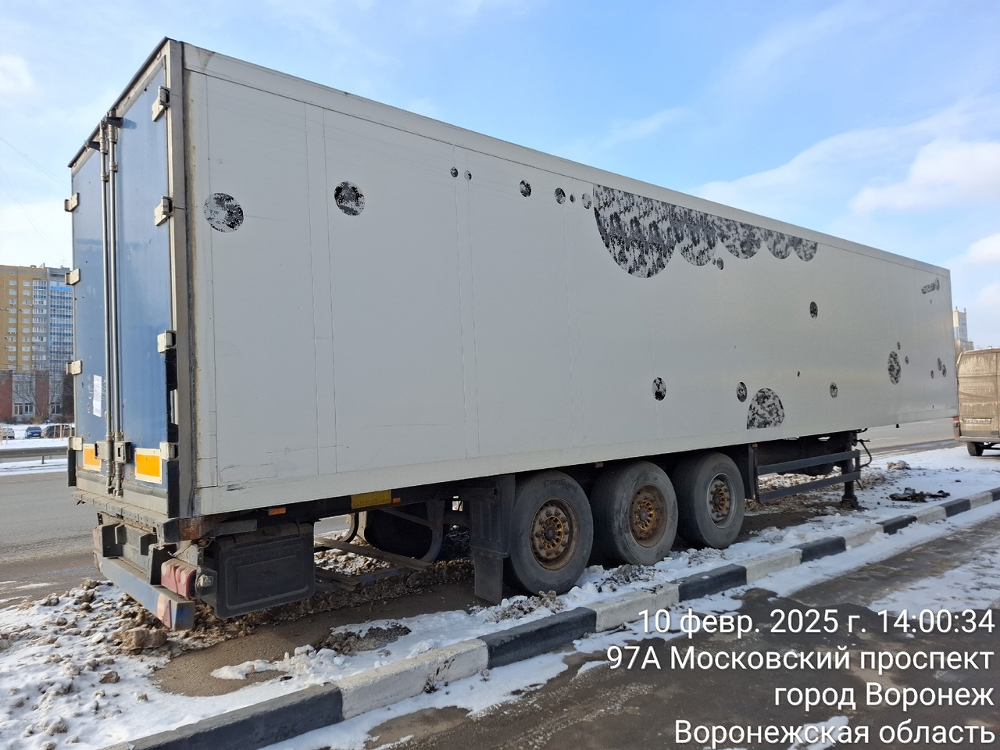 10 февр. 2025 г. 14:00:34
97А Московский проспект
город Воронеж
Воронежская область